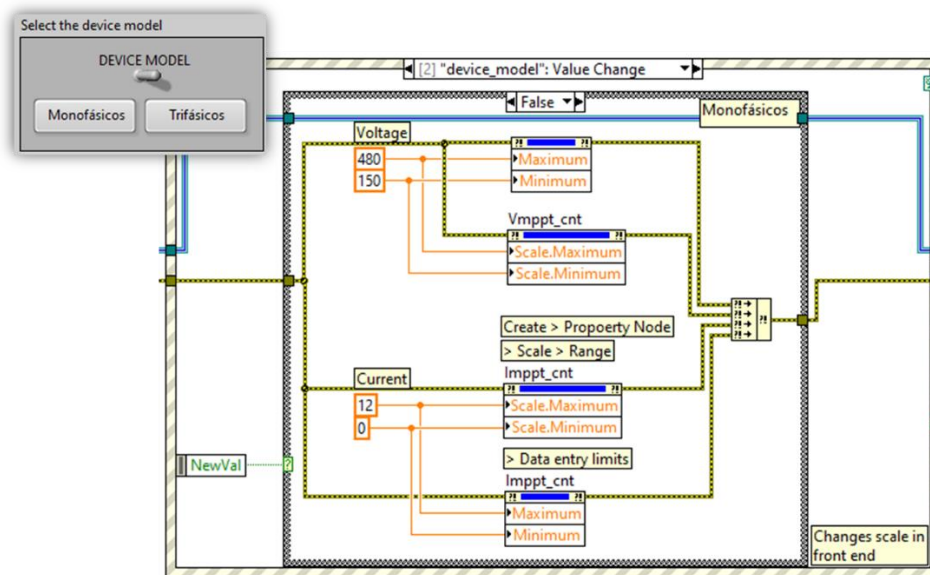 Select the device model
DEVICE MODEL
Monofásicos
Trifásicos
[2] "device_model": Value Change
False
Monofásicos
Voltage
480
150
Maximum
Minimum
Vmppt_cnt
Scale.Maximum
Scale.Minimum
Create > Propoerty Node
> Scale > Range
Current
12
0
Imppt_cnt
Scale.Maximum
Scale.Minimum
NewVal
?
> Data entry limits
Imppt_cnt
Maximum
Minimum
Changes scale in
front end